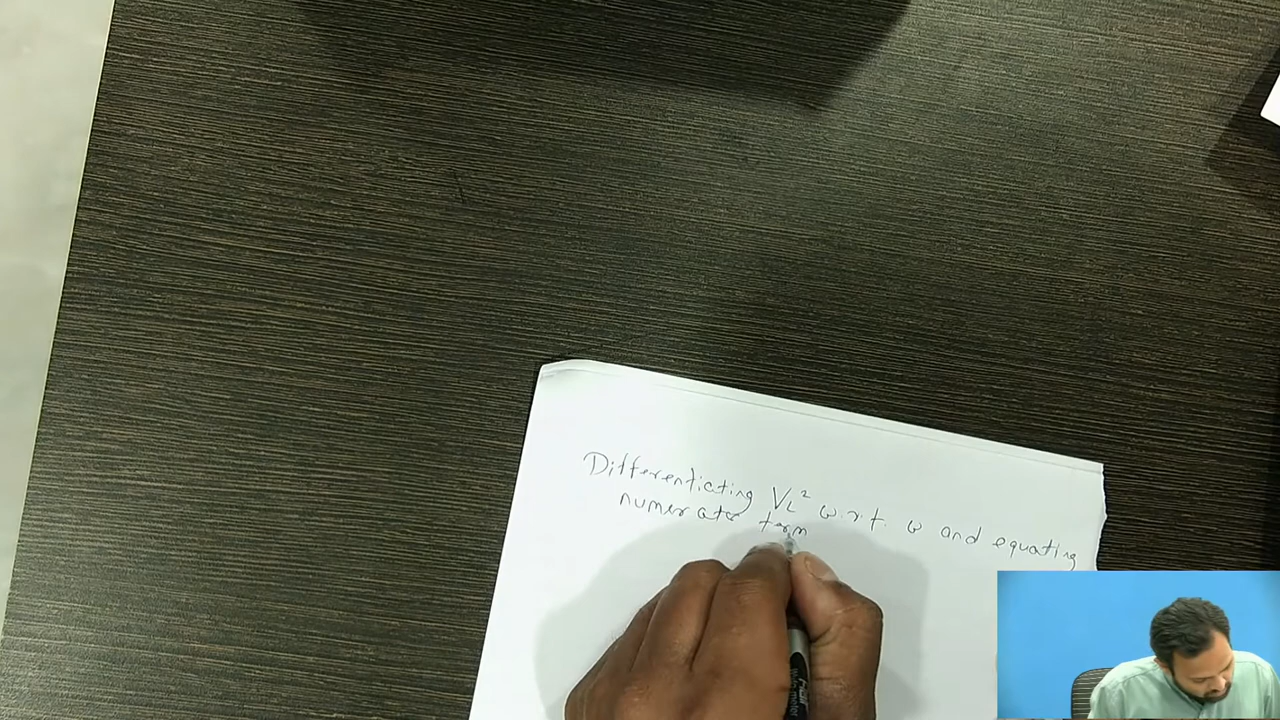 Differentiating VL² w.r.t. ω and equating
numerator term